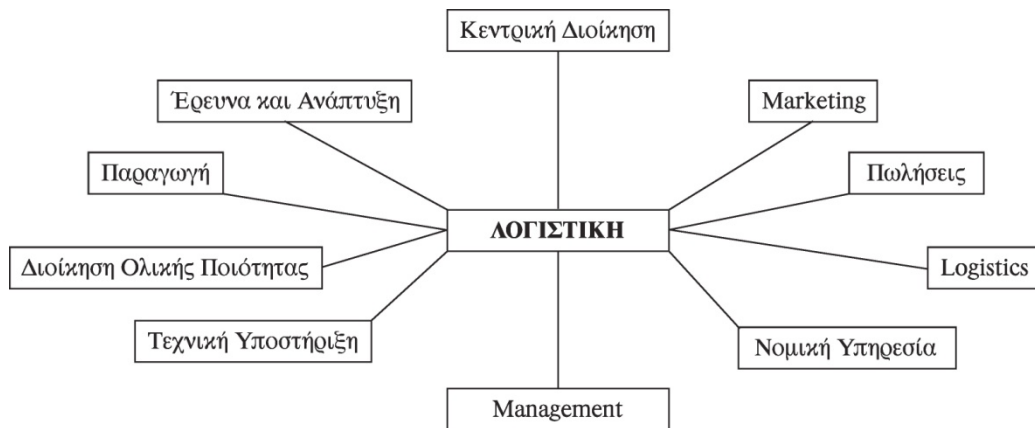 Κεντρική Διοίκηση
Έρευνα και Ανάπτυξη
Marketing
Παραγωγή
Πωλήσεις
ΛΟΓΙΣΤΙΚΗ
Διοίκηση Ολικής Ποιότητας
Logistics
Τεχνική Υποστήριξη
Νομική Υπηρεσία
Management